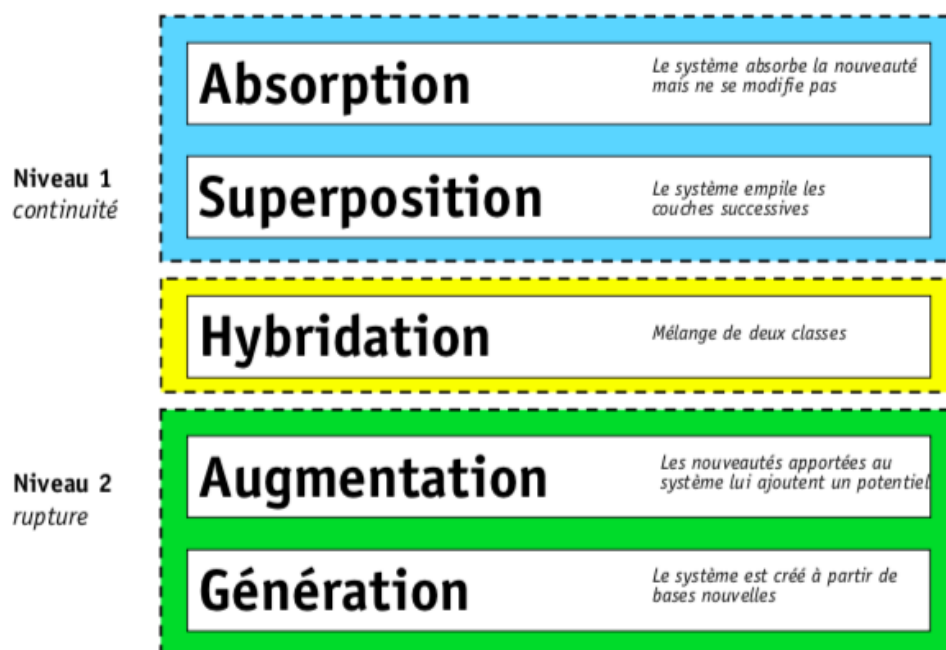 Absorption
Le système absorbe la nouveauté
mais ne se modifie pas
Niveau 1
continuité
Superposition
Le système empile les
couches successives
Hybridation
Mélange de deux classes
Niveau 2
rupture
Augmentation
Les nouveautés apportées au
système lui ajoutent un potentiel
Génération
Le système est créé à partir de
bases nouvelles